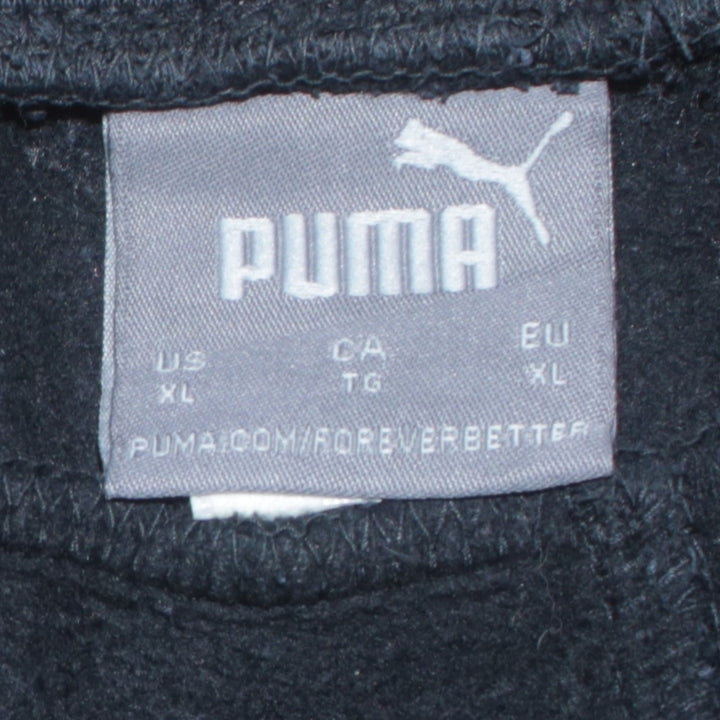 PUMA
US CA EU
XL TG XL
PUMA.COM/FOREVERBETTER